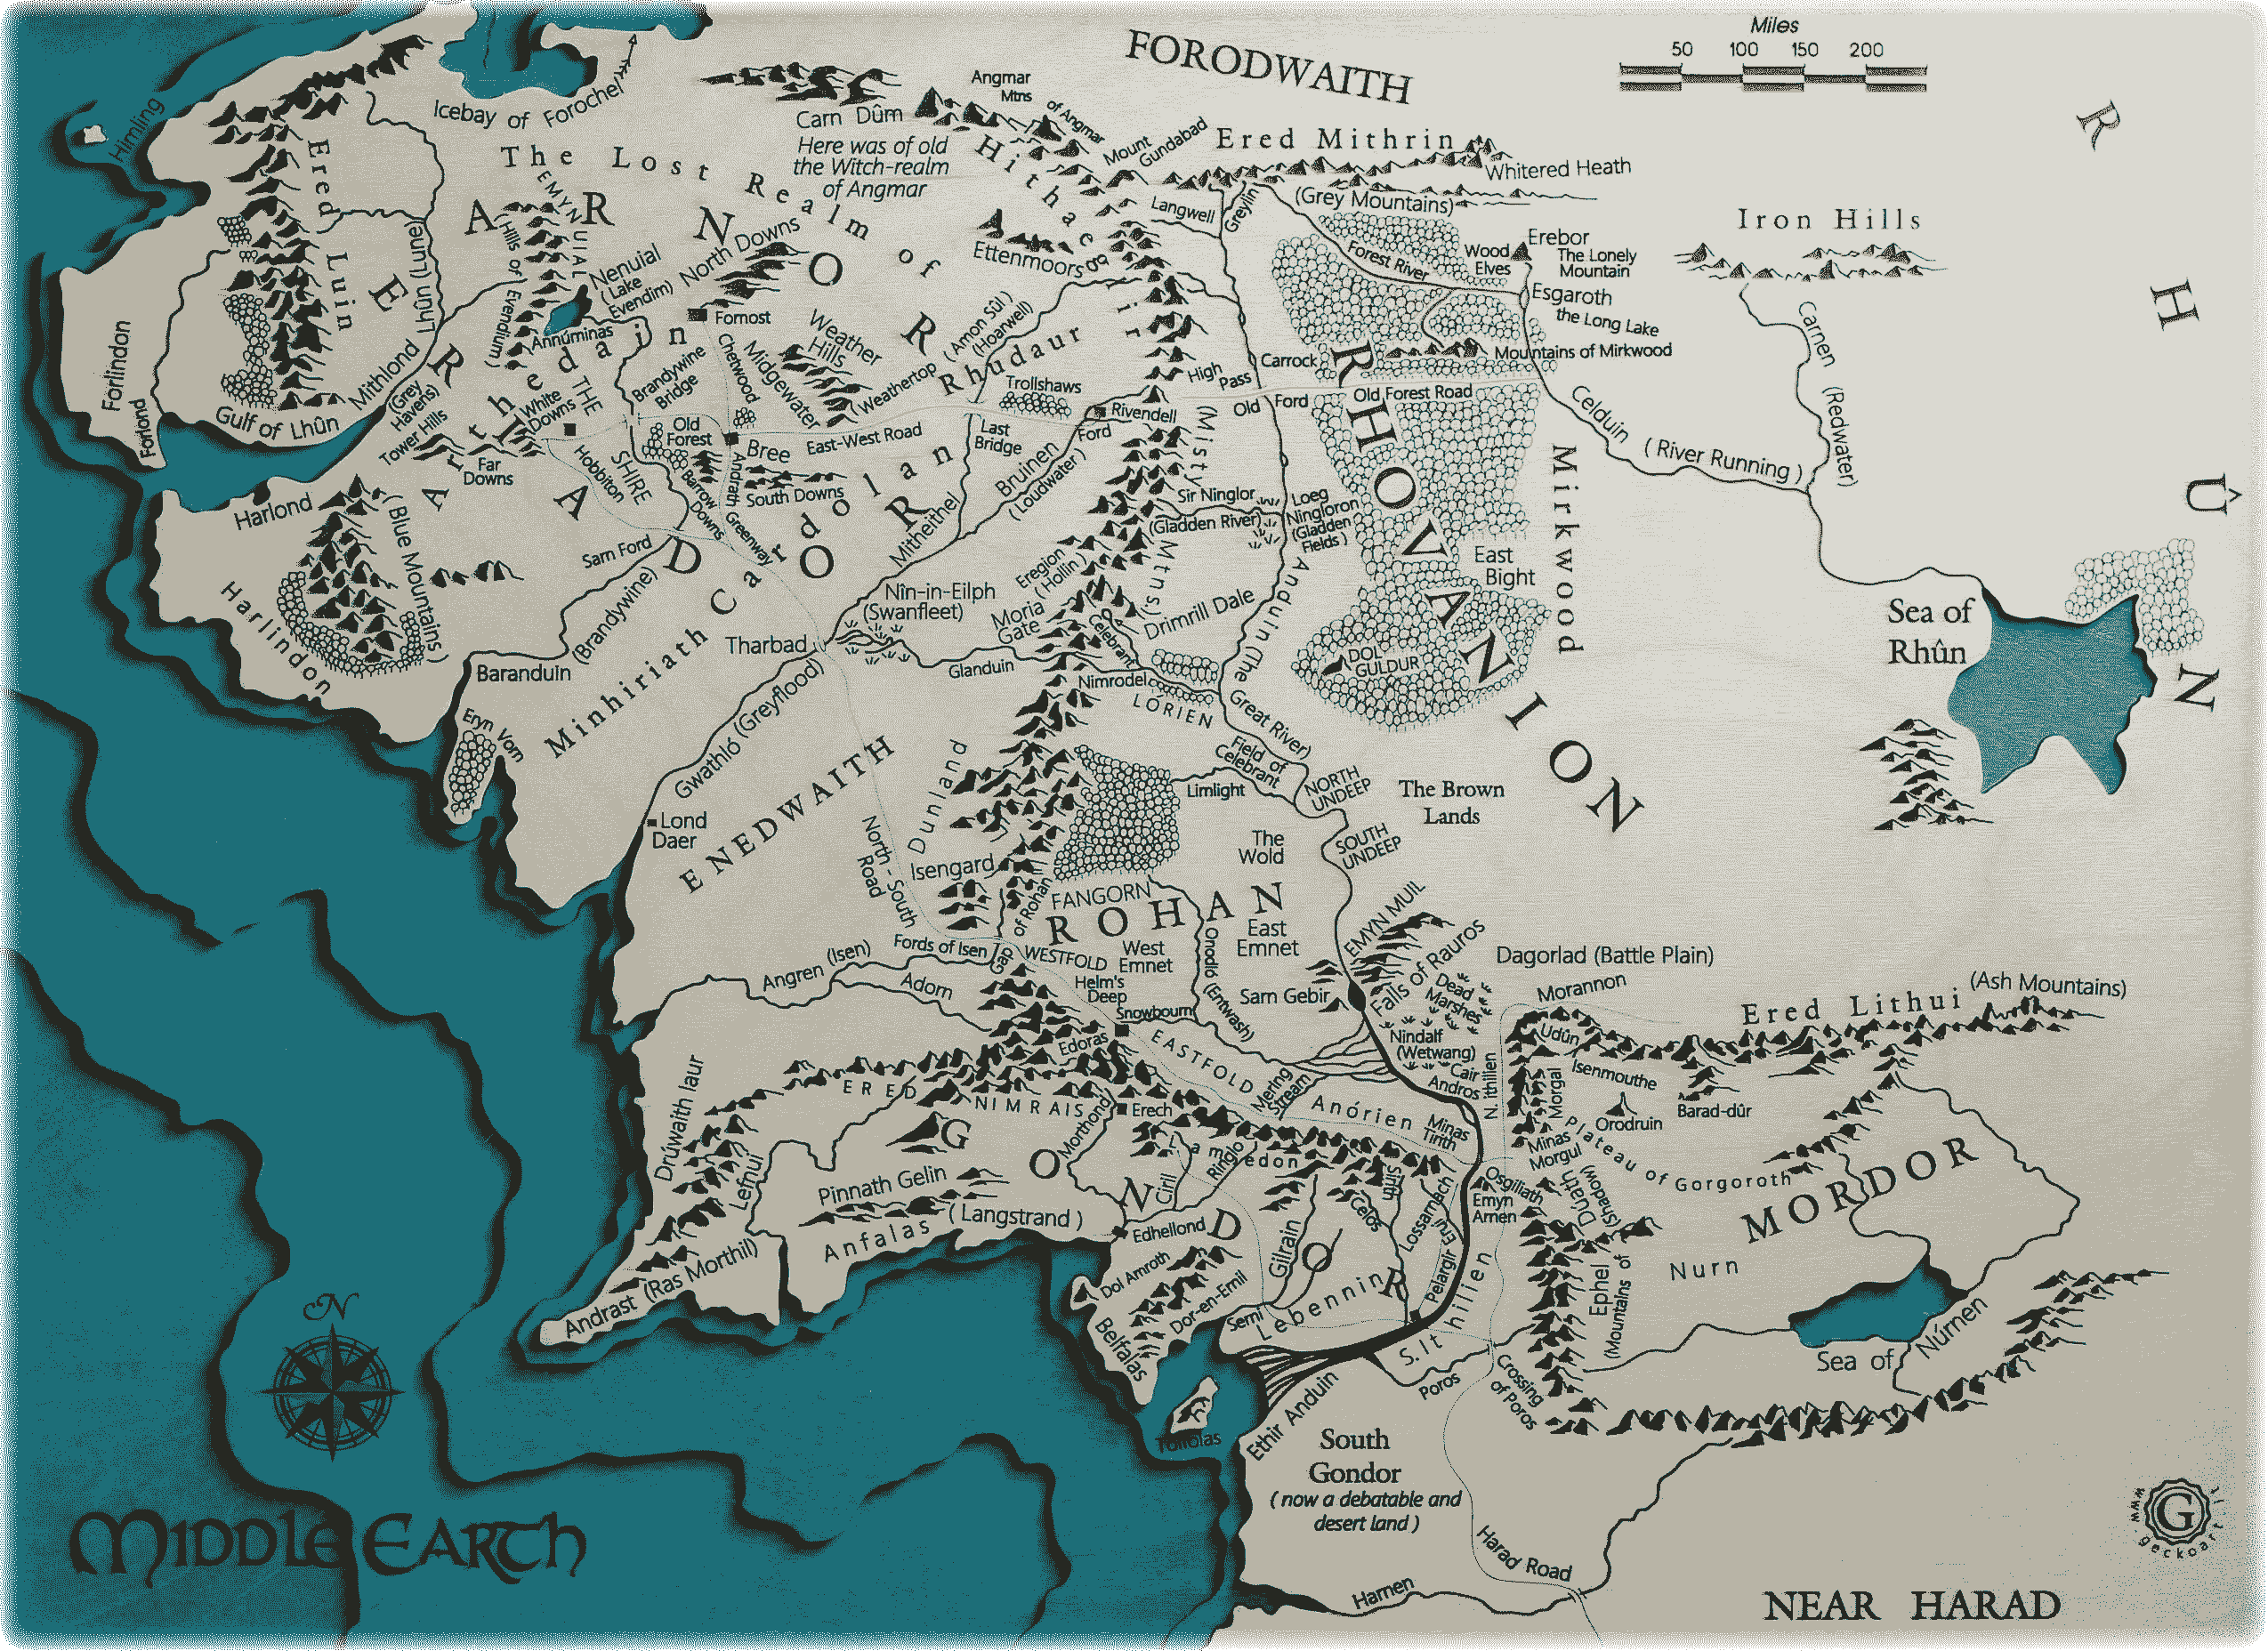 Miles
50 100 150 200
FORODWAITH
RHÛN
Himling
Icebay of Forochel
Carn Dûm
Here was of old
the Witch-realm
of Angmar
Angmar
Mtns
of Angmar
Mount
Gundabad
Ered Mithrin
Whitered Heath
(Grey Mountains)
The Lost Realm of
ARNOR
ERIADOR
Ered Luin
EMYN UIAL
Hills of Evendium)
Nenuial
(Lake
Evendim)
North Downs
Hithaeglir
Langwell
Greylin
Ettenmoors
Forest River
Wood
Elves
Erebor
The Lonely
Mountain
Iron Hills
Esgaroth
the Long Lake
Carrock
Mountains of Mirkwood
Carnen (Redwater)
Lhûn (Lune)
Annúminas
Fornost
Weather
Hills
(Amon Sûl)
(Hoarwell)
Rhudaur
Arthedain
Forlindon
Forlond
Gulf of Lhûn
Mithlond
(Grey
Havens)
Tower Hills
White
Downs
Far
Downs
THE
SHIRE
Hobbiton
Brandywine
Bridge
Chetwood
Midgewater
Weathertop
Trollshaws
Rivendell
High
Pass
Old Ford
Old Forest Road
Old
Forest
Bree
East-West Road
Last
Bridge
Ford
Bruinen
(Loudwater)
(Misty
Mtns)
Barrow
Downs
Andrath
Greenway
South Downs
Cardolan
Mitheithel
Harlond
(Blue Mountains)
Harlindon
Sarn Ford
Baranduin
(Brandywine)
Sir Ninglor
(Gladden River)
Loeg
Ningloron
(Gladden
Fields)
Celduin
(River Running)
Mirkwood
RHOVANION
East
Bight
Eregion
(Hollin)
Nîn-in-Eilph
(Swanfleet)
Moria
Gate
Celebrant
Drimrill Dale
Anduin (The
Great River)
DOL
GULDUR
Sea of
Rhûn
Tharbad
Glanduin
Nimrodel
LÓRIEN
Minhiriath
Eryn Vorn
Gwathló (Greyflood)
Lond
Daer
ENEDWAITH
Dunland
Field of
Celebrant
Limlight
NORTH
UNDEEP
SOUTH
UNDEEP
The Brown
Lands
The
Wold
North-South
Road
Isengard
Gap
of Rohan
FANGORN
ROHAN
Fords of Isen
WESTFOLD
West
Emnet
East
Emnet
Onodló (Entwash)
EMYN MUIL
Falls of Rauros
Sarn Gebir
Dagorlad (Battle Plain)
Dead
Marshes
Morannon
Ered Lithui
(Ash Mountains)
Angren (Isen)
Adorn
Helm's
Deep
Snowbourn
Edoras
EASTFOLD
Nindalf
(Wetwang)
Cair
Andros
N. Ithilien
Udûn
Isenmouthe
Morgai
Orodruin
Barad-dûr
Drúwaith Iaur
ERED NIMRAIS
Morthond
Erech
Mering
Stream
Anórien
Minas
Tirith
Minas
Morgul
Plateau of Gorgoroth
MORDOR
Lefnui
Pinnath Gelin
Anfalas
(Langstrand)
Lamedon
Ciril
Ringlo
GONDOR
Edhellond
Gilrain
Celos
Sirith
Lossarnach
Erui
Osgiliath
Emyn
Arnen
Ephel
Duath
(Mountains of
Shadow)
Nurn
Andrast (Ras Morthil)
Dol Amroth
Dor-en-Ernil
Belfalas
Serni
Lebennin
Pelargir
S. Ithilien
Sea of Núrnen
Tolfolas
Ethir Anduin
Poros
Crossing
of Poros
South
Gondor
(now a debatable and
desert land)
Harad Road
Harnen
NEAR HARAD
N
MIDDLE EARTH
G
www.geckoart.it